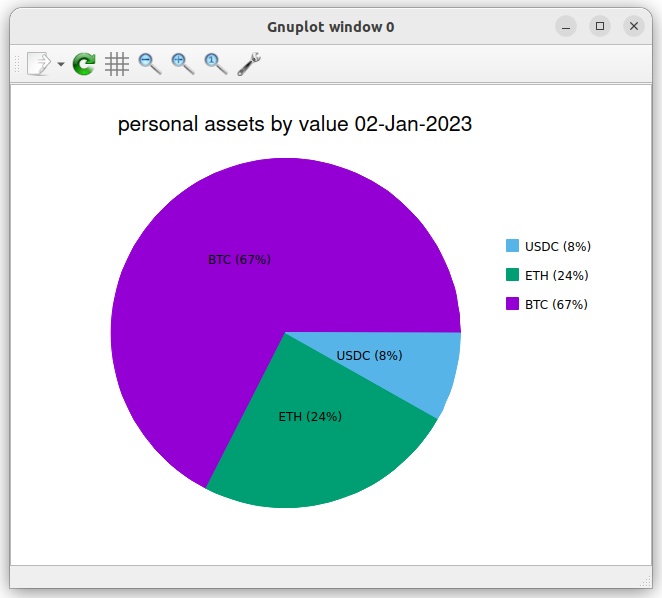 Gnuplot window 0
personal assets by value 02-Jan-2023
BTC (67%)
USDC (8%)
ETH (24%)
USDC (8%)
ETH (24%)
BTC (67%)